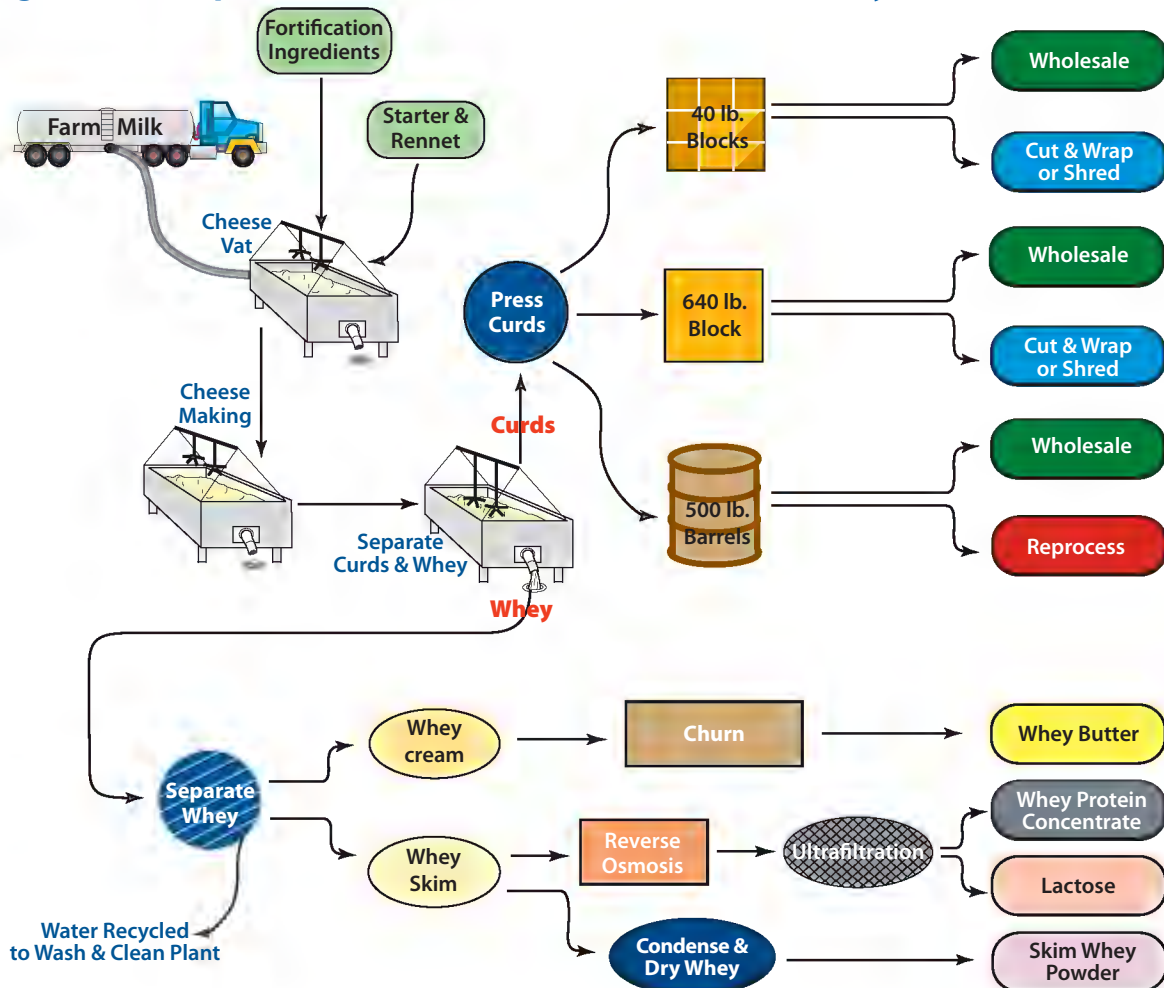 Fortification
Ingredients
Farm Milk
Starter &
Rennet
Cheese
Vat
Cheese
Making
Separate
Curds & Whey
Curds
Whey
Press
Curds
40 lb.
Blocks
Wholesale
Cut & Wrap
or Shred
640 lb.
Block
Wholesale
Cut & Wrap
or Shred
500 lb.
Barrels
Wholesale
Reprocess
Separate
Whey
Water Recycled
to Wash & Clean Plant
Whey
cream
Churn
Whey Butter
Whey
Skim
Reverse
Osmosis
Ultrafiltration
Whey Protein
Concentrate
Lactose
Condense &
Dry Whey
Skim Whey
Powder